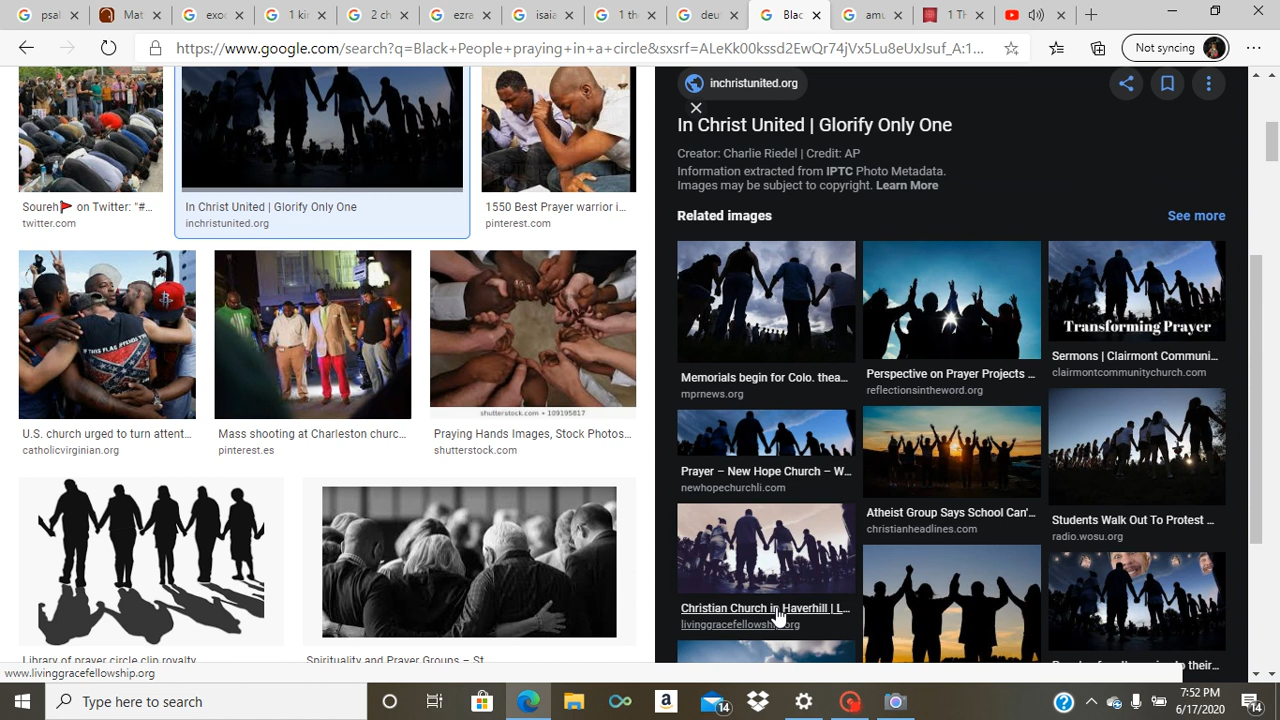 psal
Mat
exo
1 ki
2 ch
ezra
isaia
1 the
deu
Blac
amu
1 TH
https://www.google.com/search?q=Black+People+praying+in+a+circle&sxsrf=ALeKk00kssd2EwQr74jVx5Lu8eUxJsuf_A:1...
Not syncing
inchristunited.org
In Christ United | Glorify Only One
Creator: Charlie Riedel | Credit: AP
Information extracted from IPTC Photo Metadata.
Images may be subject to copyright. Learn More
Related images
See more
Soureh🚩 on Twitter: "#...
twitter.com
In Christ United | Glorify Only One
inchristunited.org
1550 Best Prayer warrior i...
pinterest.com
IF THIS FLAG OFFENDS YOU
U.S. church urged to turn attent...
catholicvirginian.org
Mass shooting at Charleston churc...
pinterest.es
shutterstock.com • 109195817
Praying Hands Images, Stock Photos...
shutterstock.com
Library of prayer circle clip royalty
Spirituality and Prayer Groups – St
Memorials begin for Colo. thea...
mprnews.org
Perspective on Prayer Projects ...
reflectionsintheword.org
Transforming Prayer
Sermons | Clairmont Communi...
clairmontcommunitychurch.com
Prayer – New Hope Church – W...
newhopechurchli.com
Atheist Group Says School Can'...
christianheadlines.com
Students Walk Out To Protest ...
radio.wosu.org
Christian Church in Haverhill | L...
livinggracefellowship.org
www.livinggracefellowship.org
Type here to search
14
7:52 PM
6/17/2020
14